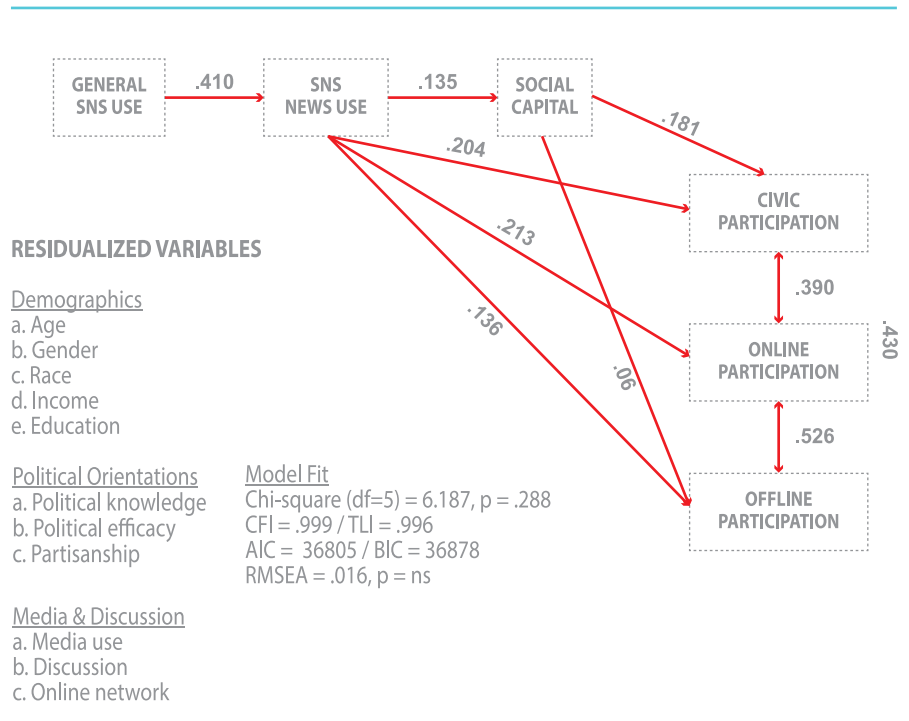 GENERAL
SNS USE
.410
SNS
NEWS USE
.135
SOCIAL
CAPITAL
.181
.204
CIVIC
PARTICIPATION
.213
.390
.136
.430
ONLINE
PARTICIPATION
.06
.526
OFFLINE
PARTICIPATION
RESIDUALIZED VARIABLES
Demographics
a. Age
b. Gender
c. Race
d. Income
e. Education
Political Orientations
a. Political knowledge
b. Political efficacy
c. Partisanship
Model Fit
Chi-square (df=5) = 6.187, p = .288
CFI = .999 / TLI = .996
AIC = 36805 / BIC = 36878
RMSEA = .016, p = ns
Media & Discussion
a. Media use
b. Discussion
c. Online network